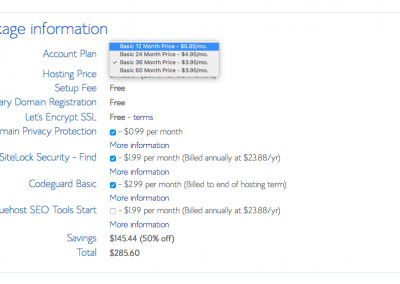 kage information
Account Plan
Basic 12 Month Price - $5.95/mo.
Basic 24 Month Price - $4.95/mo.
✓ Basic 36 Month Price - $3.95/mo.
Basic 60 Month Price - $3.95/mo.
Hosting Price
Setup Fee Free
ary Domain Registration Free
Let's Encrypt SSL Free - terms
main Privacy Protection - $0.99 per month
More information
SiteLock Security - Find - $1.99 per month (Billed annually at $23.88/yr)
More information
Codeguard Basic - $2.99 per month (Billed to end of hosting term)
More information
uehost SEO Tools Start - $1.99 per month (Billed annually at $23.88/yr)
More information
Savings $145.44 (50% off)
Total $285.60